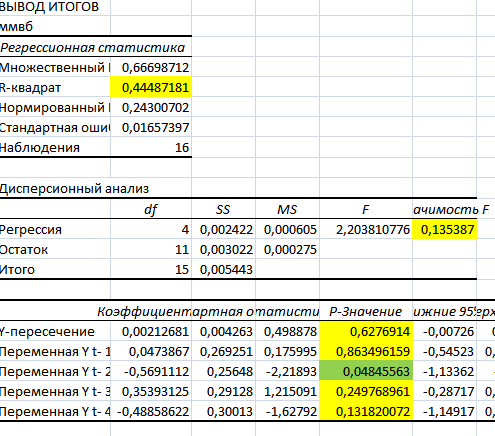 ВЫВОД ИТОГОВ
ммвб
Регрессионная статистика
Множественный 0,66698712
R-квадрат 0,44487181
Нормированный 0,24300702
Стандартная оши 0,01657397
Наблюдения 16
Дисперсионный анализ
df SS MS F ачимость F
Регрессия 4 0,002422 0,000605 2,203810776 0,135387
Остаток 11 0,003022 0,000275
Итого 15 0,005443
Коэффициент артная о татисти P-Значение ижние 95%
Y-пересечение 0,00212681 0,004263 0,498878 0,6276914 -0,00726
Переменная Y t- 1 0,0473867 0,269251 0,175995 0,863496159 -0,54523
Переменная Y t- 2 -0,5691112 0,25648 -2,21893 0,04845563 -1,13362
Переменная Y t- 3 0,35393125 0,29128 1,215091 0,249768961 -0,28717
Переменная Y t- 4 -0,48858622 0,30013 -1,62792 0,131820072 -1,14917